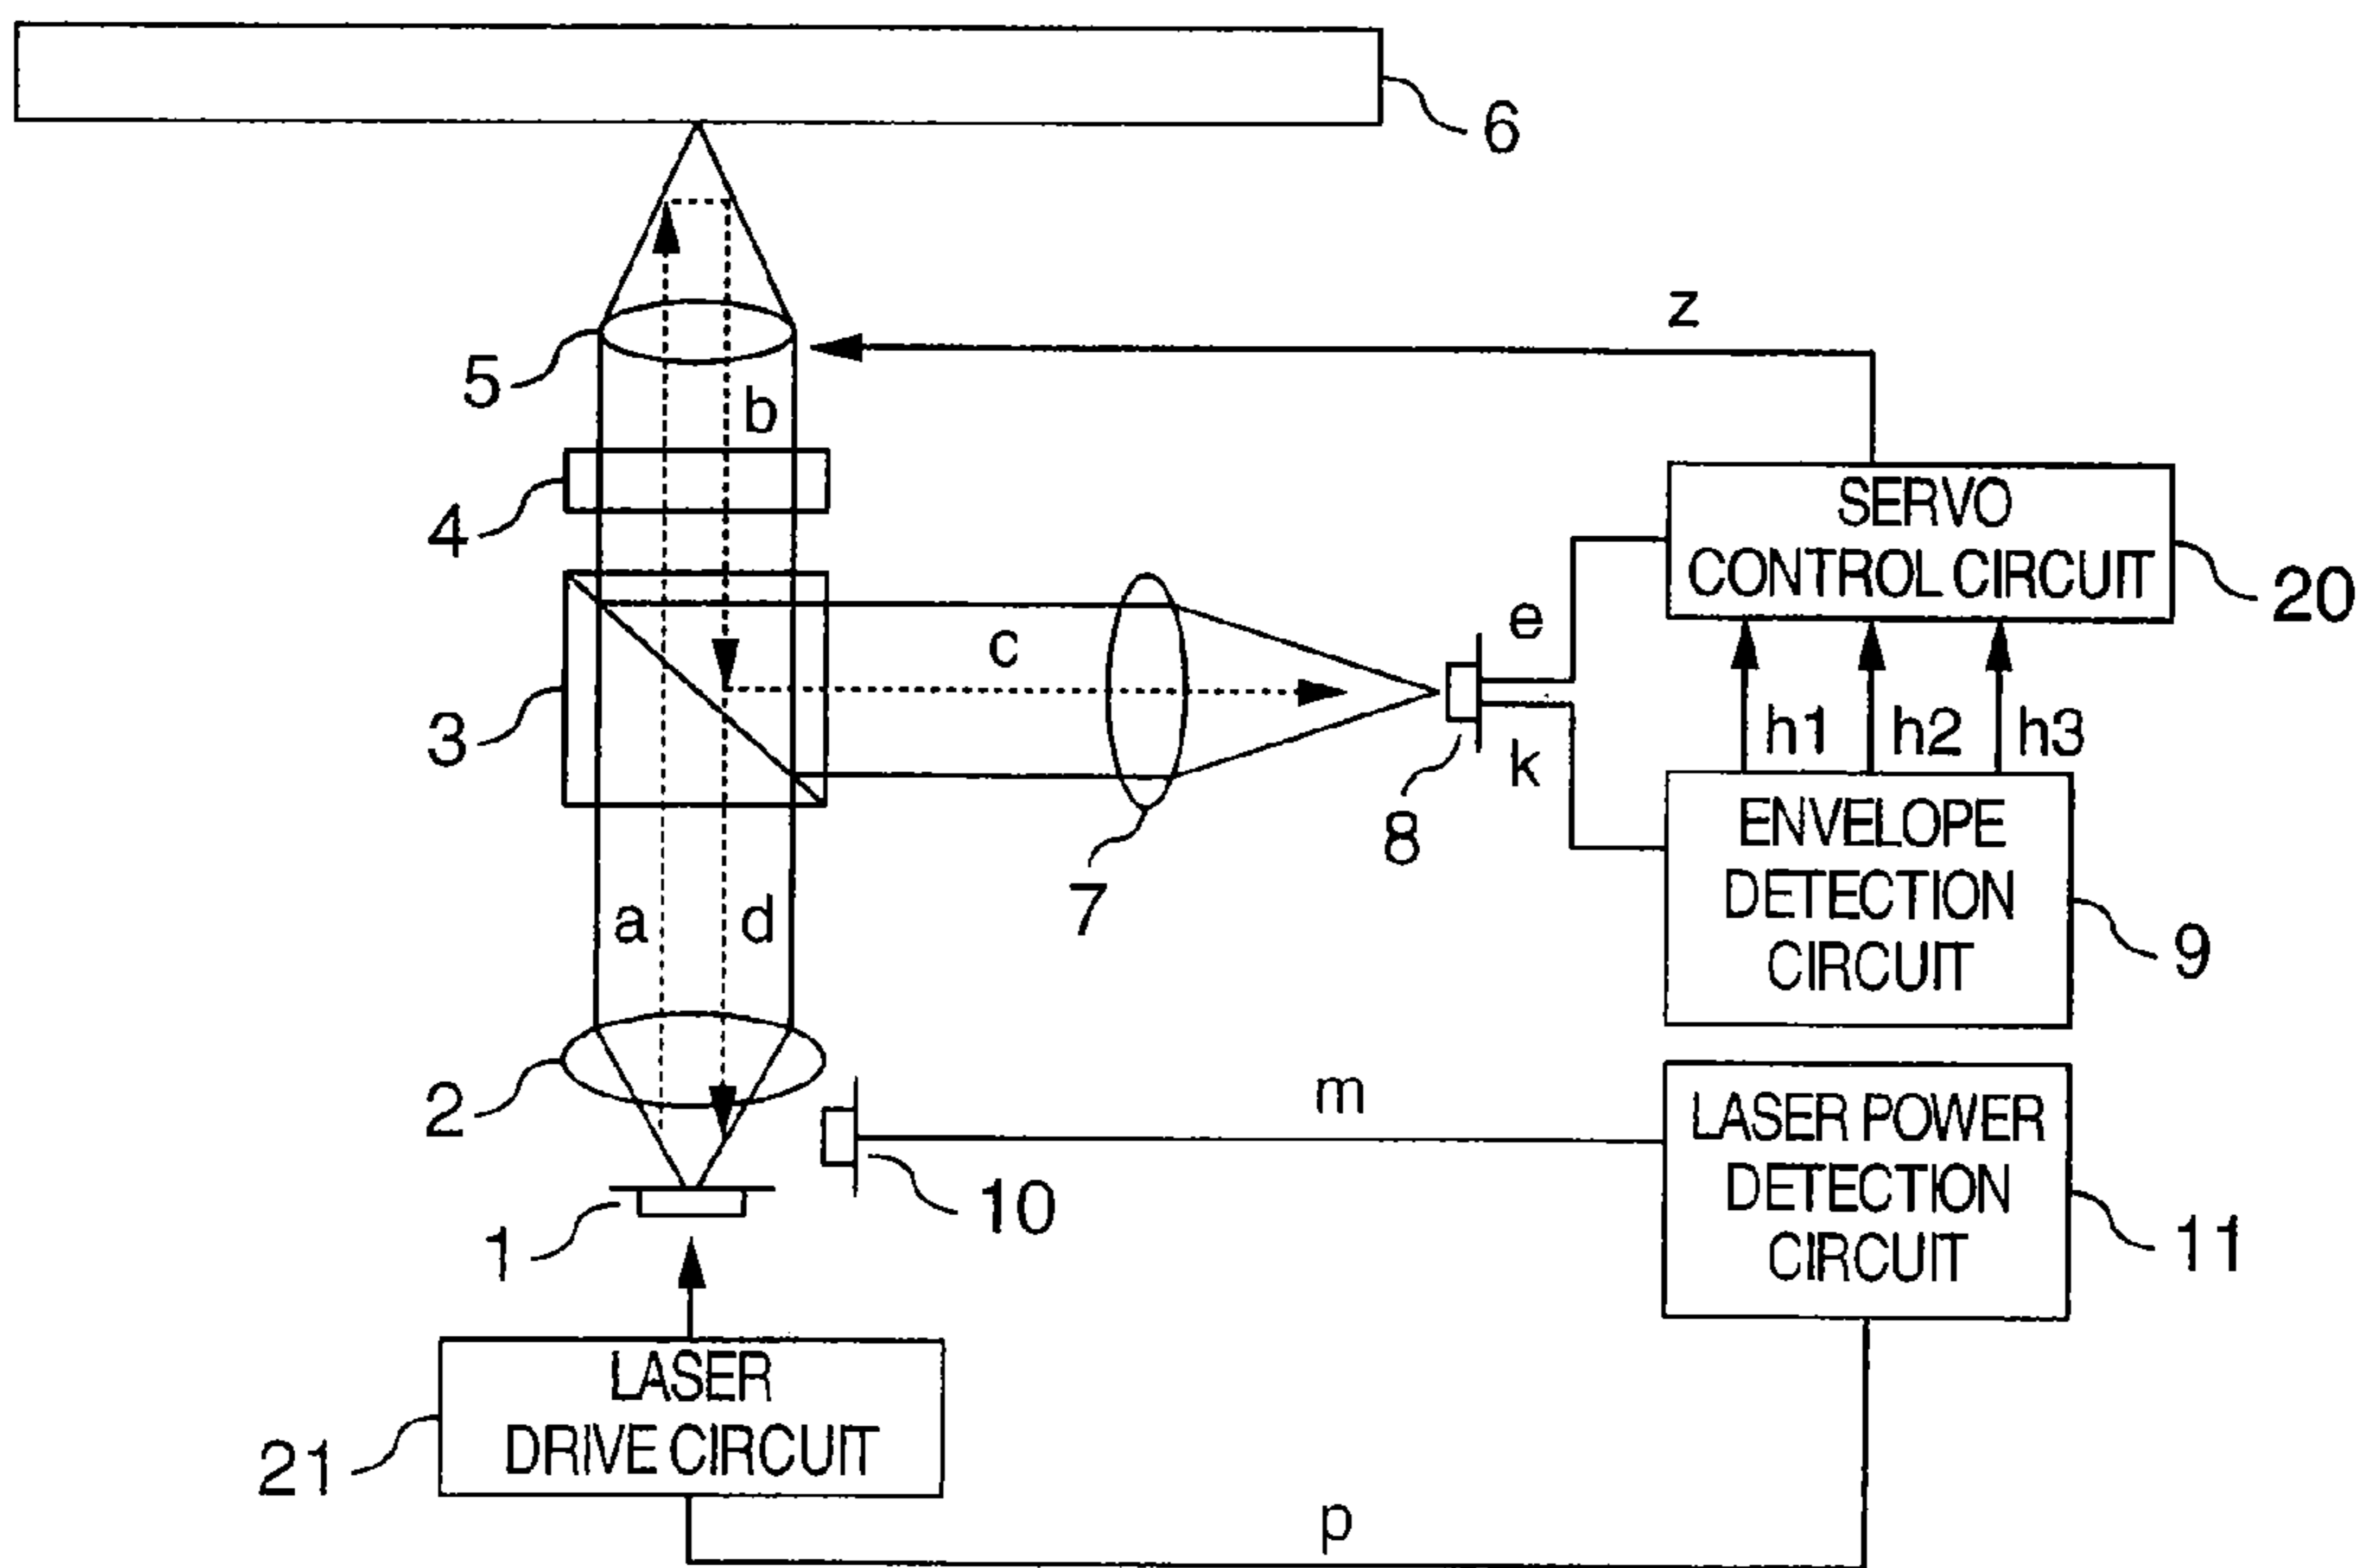 6
z
5
b
4
SERVO
CONTROL CIRCUIT
20
e
c
3
k
h1
h2
h3
8
ENVELOPE
DETECTION
CIRCUIT
9
7
a
d
2
m
LASER POWER
DETECTION
CIRCUIT
11
10
1
LASER
DRIVE CIRCUIT
21
p